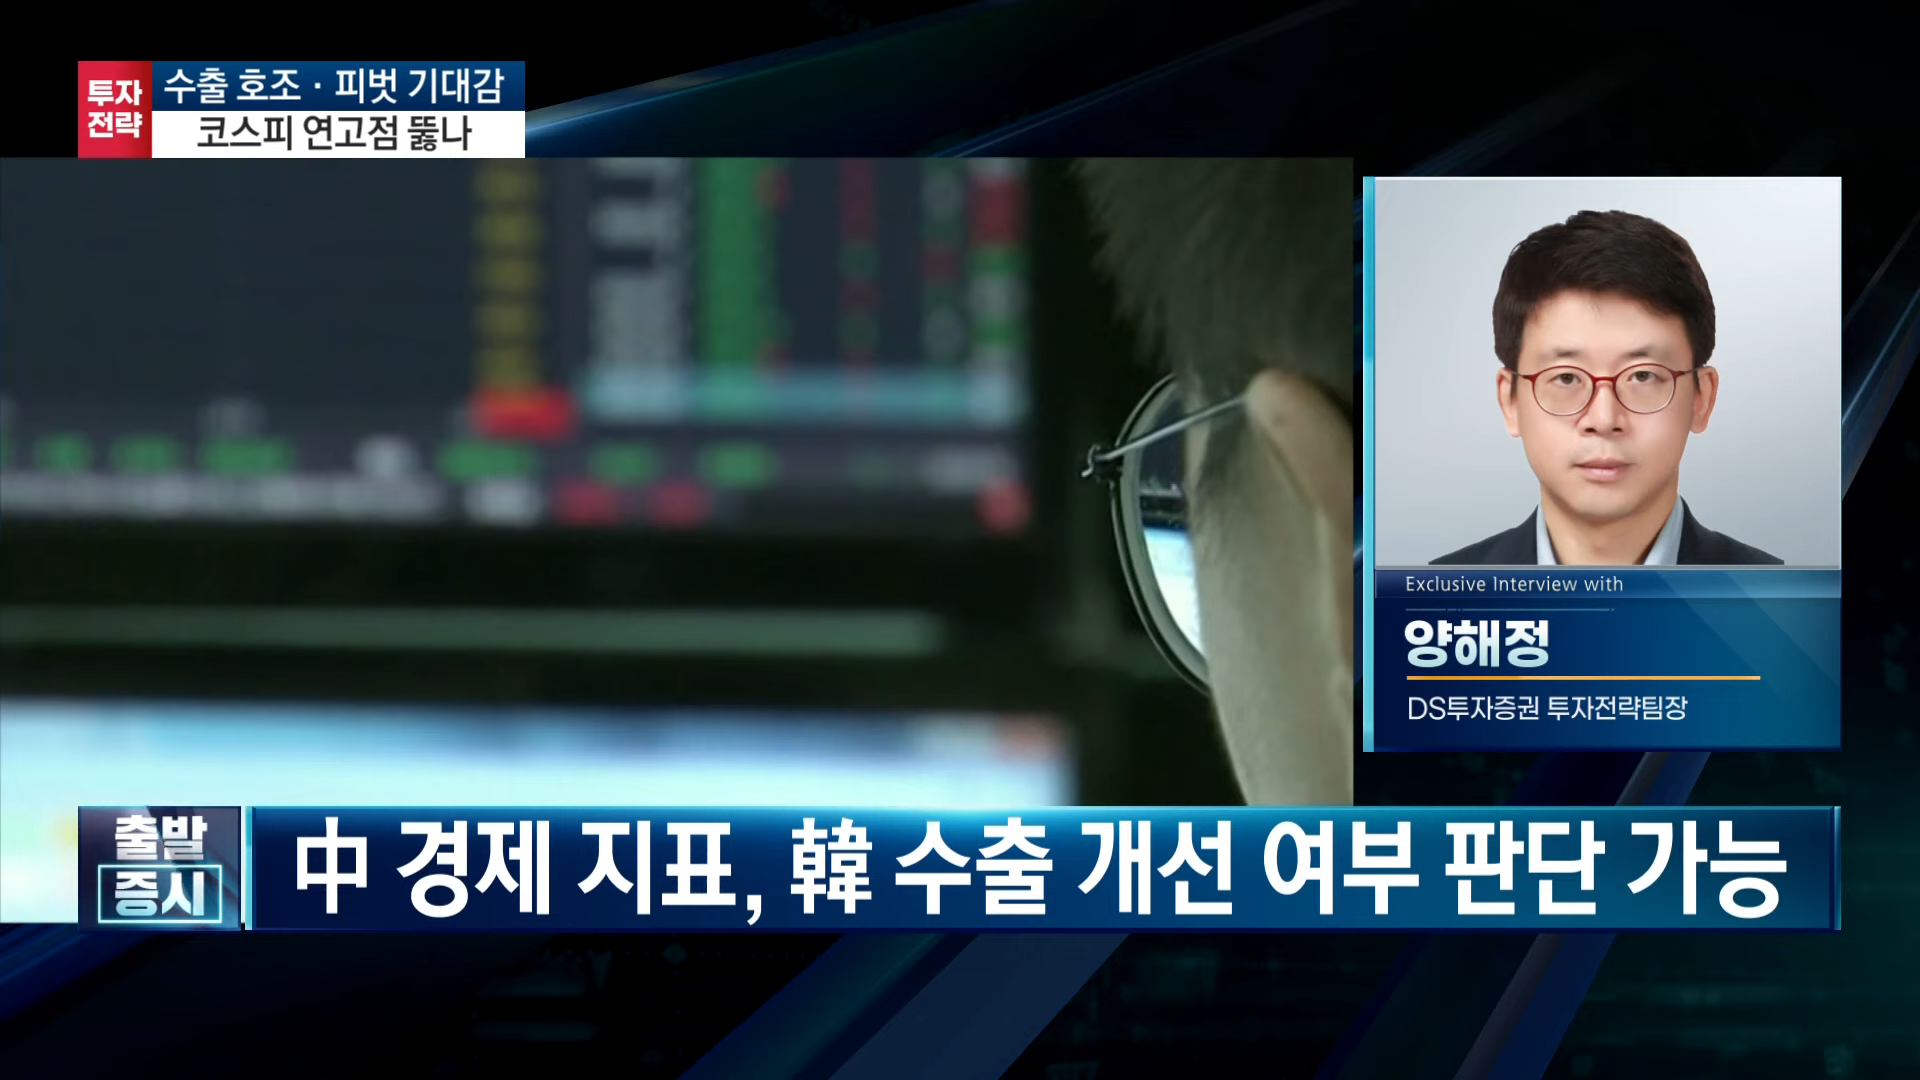 투자
전략
수출 호조 · 피벗 기대감
코스피 연고점 뚫나
Exclusive Interview with
양해정
DS투자증권 투자전략팀장
출발
증시
中 경제 지표, 韓 수출 개선 여부 판단 가능